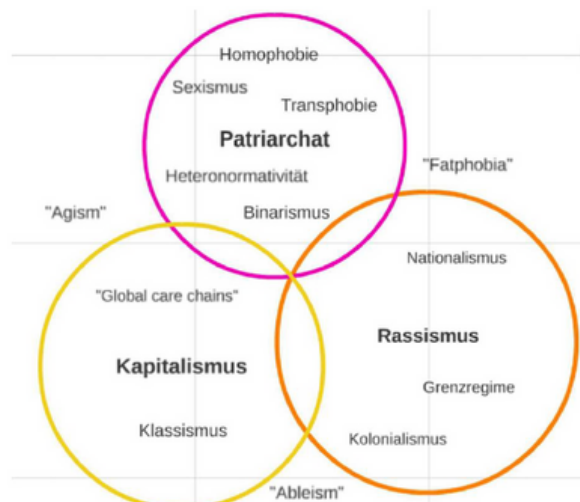 Homophobie
Sexismus
Transphobie
Patriarchat
"Fatphobia"
Heteronormativität
"Agism"
Binarismus
Nationalismus
"Global care chains"
Rassismus
Kapitalismus
Grenzregime
Klassismus
Kolonialismus
"Ableism"